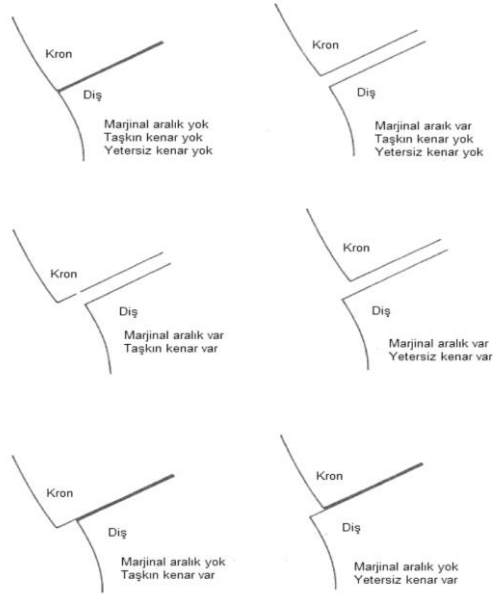 Kron
Diş
Marjinal aralık yok
Taşkın kenar yok
Yetersiz kenar yok
Kron
Diş
Marjinal araık var
Taşkın kenar yok
Yetersiz kenar yok
Kron
Diş
Marjinal aralık var
Taşkın kenar var
Kron
Diş
Marjinal aralık var
Yetersiz kenar var
Kron
Diş
Marjinal aralık yok
Taşkın kenar var
Kron
Diş
Marjinal aralık yok
Yetersiz kenar var